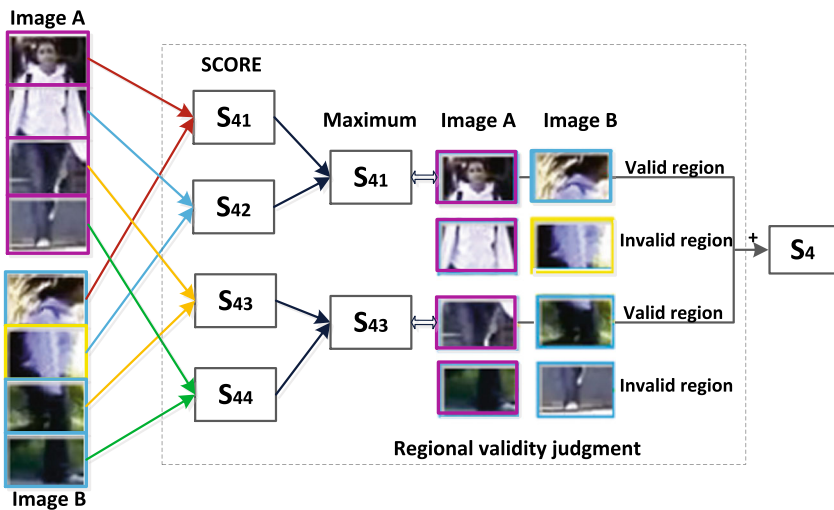 Image A
SCORE
S41
Maximum
Image A
Image B
S41
Valid region
S42
Invalid region
+
S4
S43
S43
Valid region
S44
Invalid region
Regional validity judgment
Image B